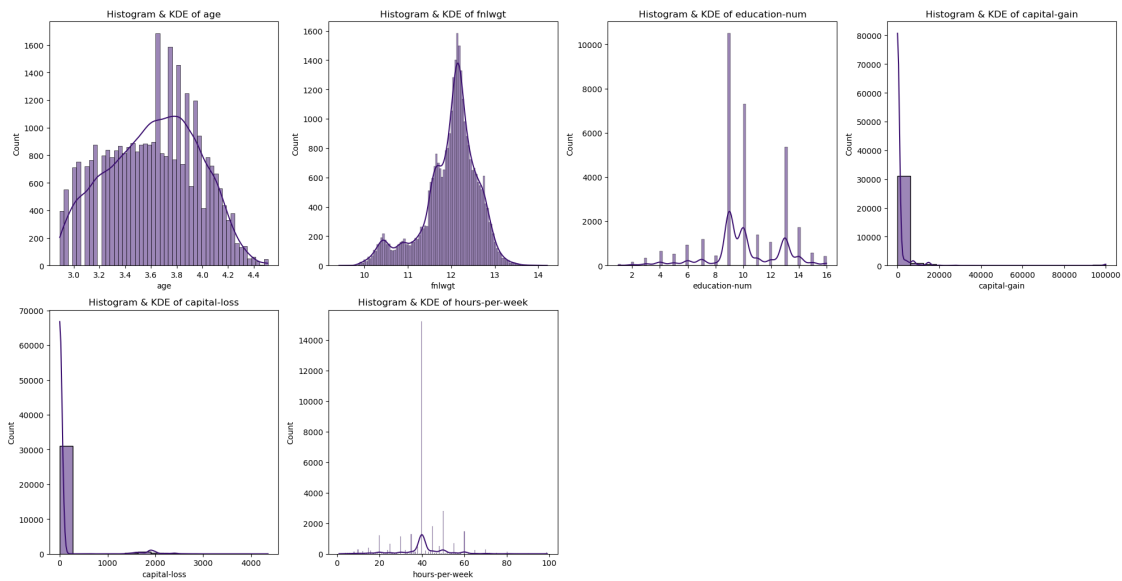 Histogram & KDE of age
Count
1600
1400
1200
1000
800
600
400
200
0
3.0 3.2 3.4 3.6 3.8 4.0 4.2 4.4
age
Histogram & KDE of fnlwgt
Count
1600
1400
1200
1000
800
600
400
200
0
10 11 12 13 14
fnlwgt
Histogram & KDE of education-num
Count
10000
8000
6000
4000
2000
0
2 4 6 8 10 12 14 16
education-num
Histogram & KDE of capital-gain
Count
80000
70000
60000
50000
40000
30000
20000
10000
0
0 20000 40000 60000 80000 100000
capital-gain
Histogram & KDE of capital-loss
Count
70000
60000
50000
40000
30000
20000
10000
0
0 1000 2000 3000 4000
capital-loss
Histogram & KDE of hours-per-week
Count
14000
12000
10000
8000
6000
4000
2000
0
0 20 40 60 80 100
hours-per-week